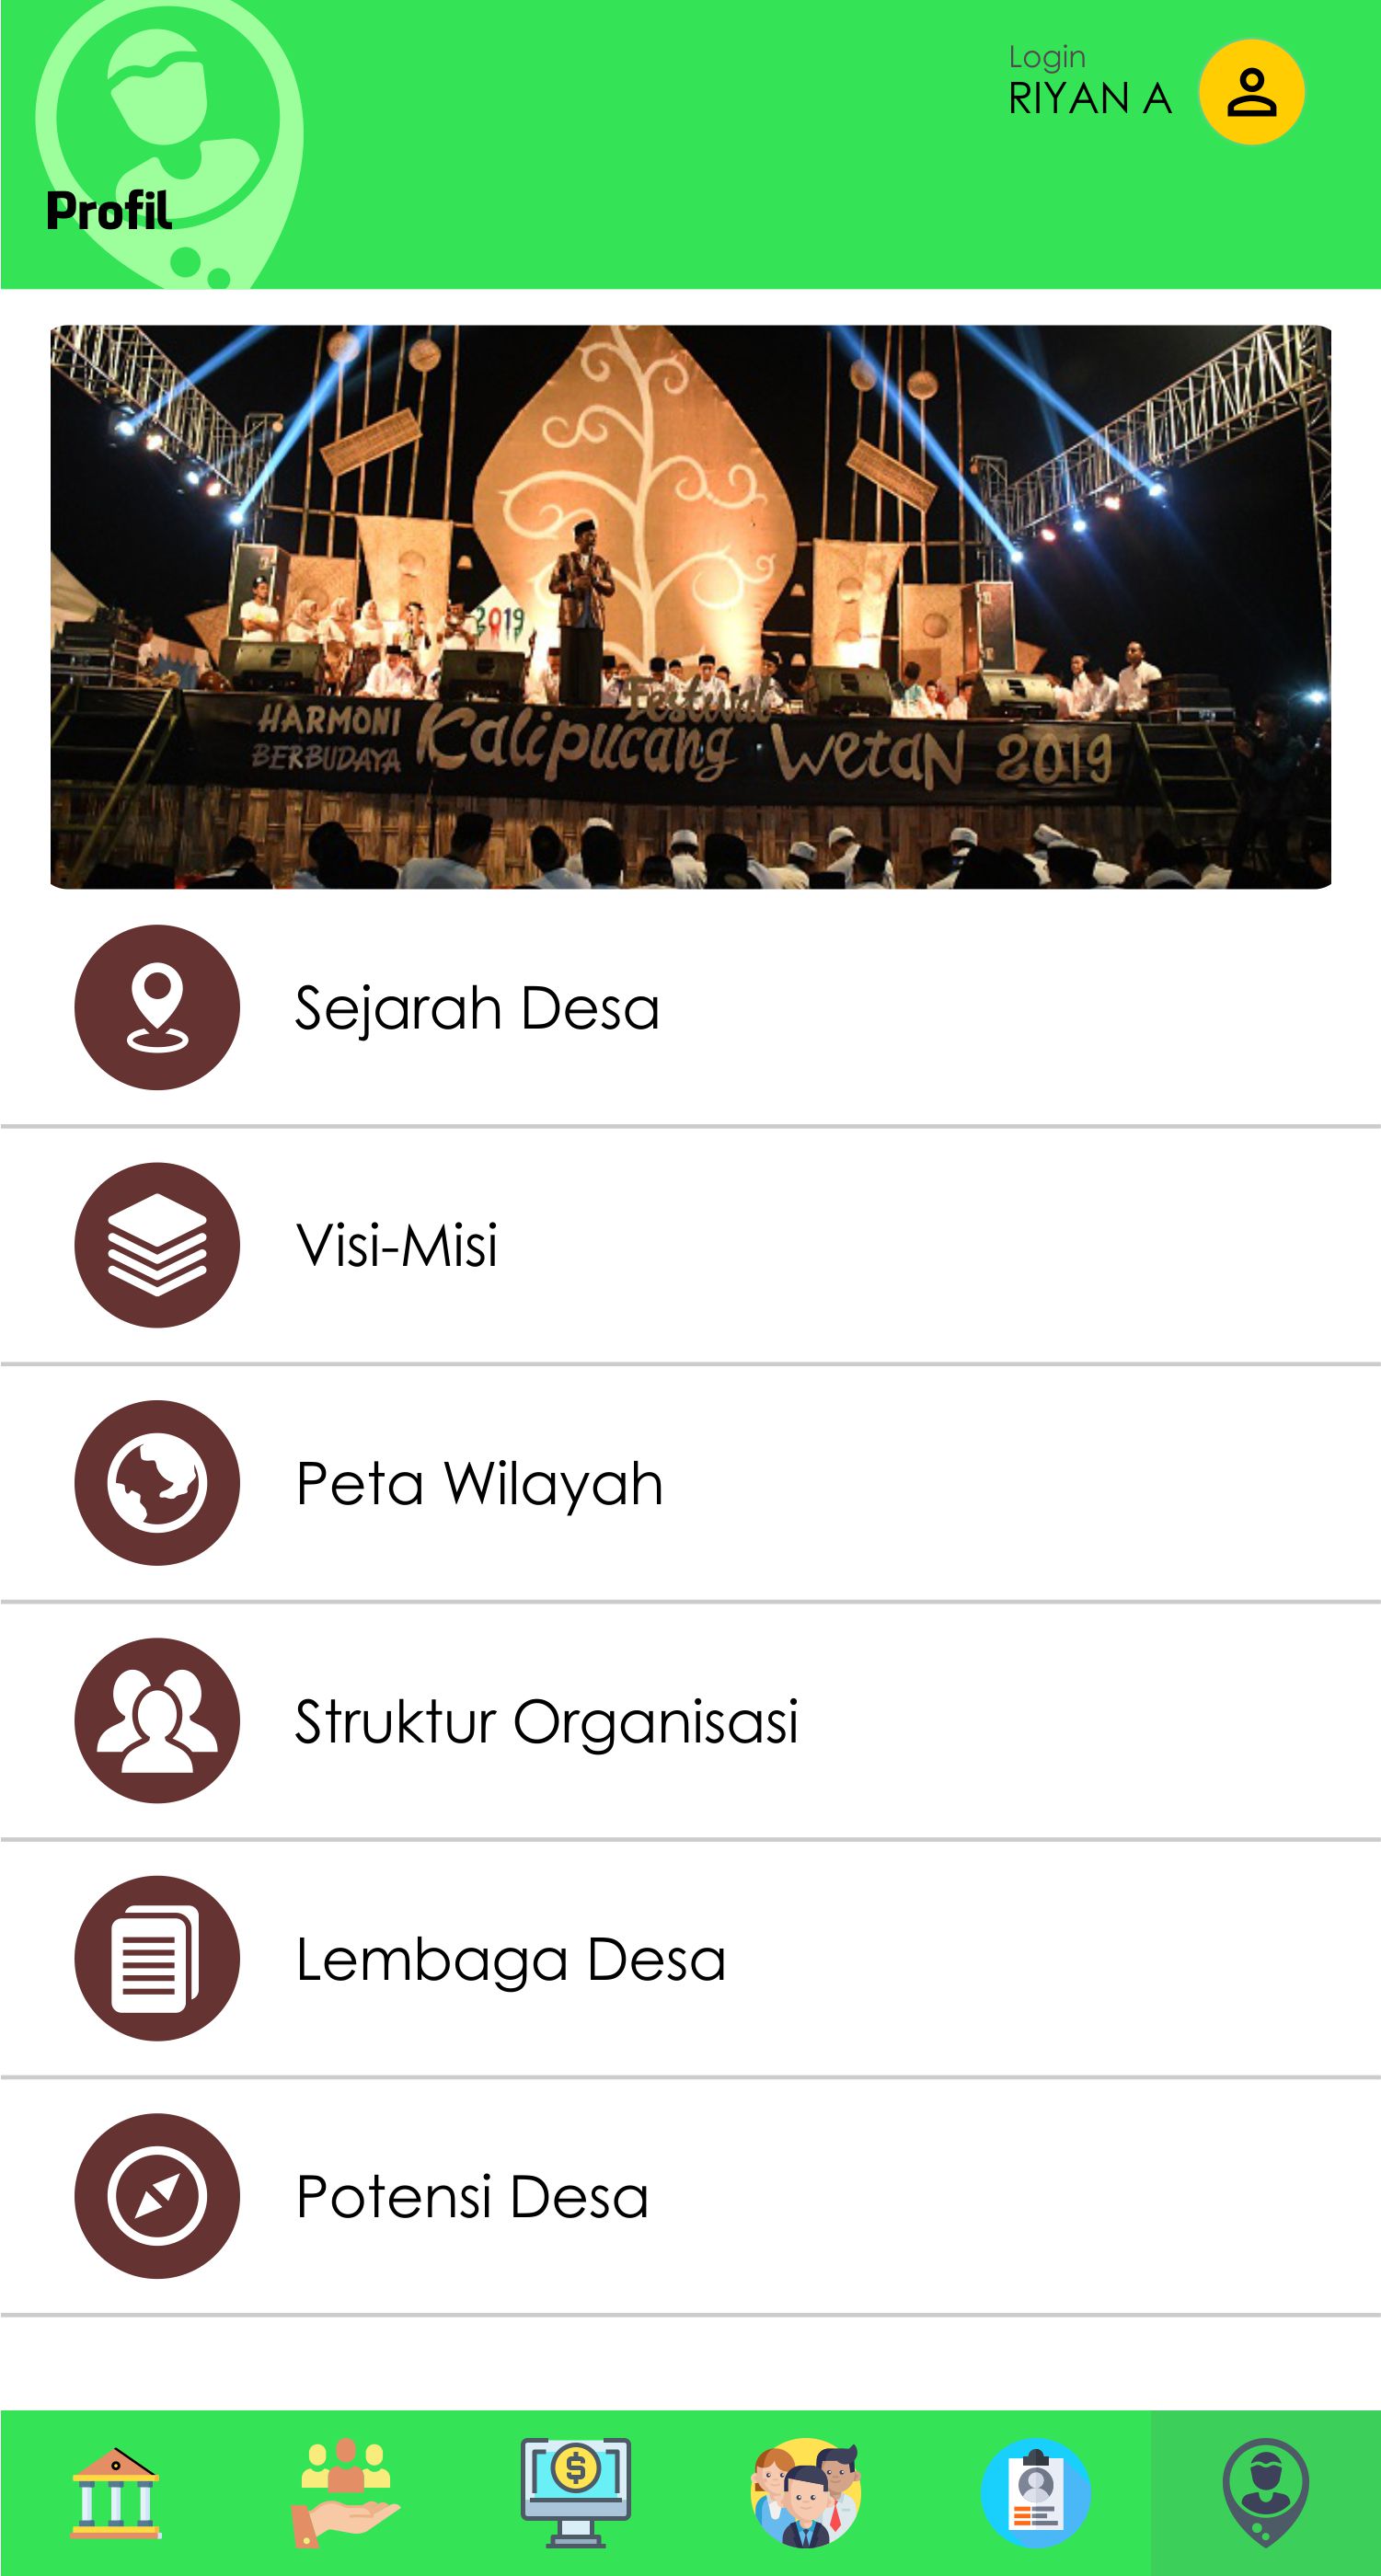 Login
RIYAN A
Profil
2019
Festival
HARMONI
BERBUDAYA
Kalipucang Wetan 2019
Sejarah Desa
Visi-Misi
Peta Wilayah
Struktur Organisasi
Lembaga Desa
Potensi Desa